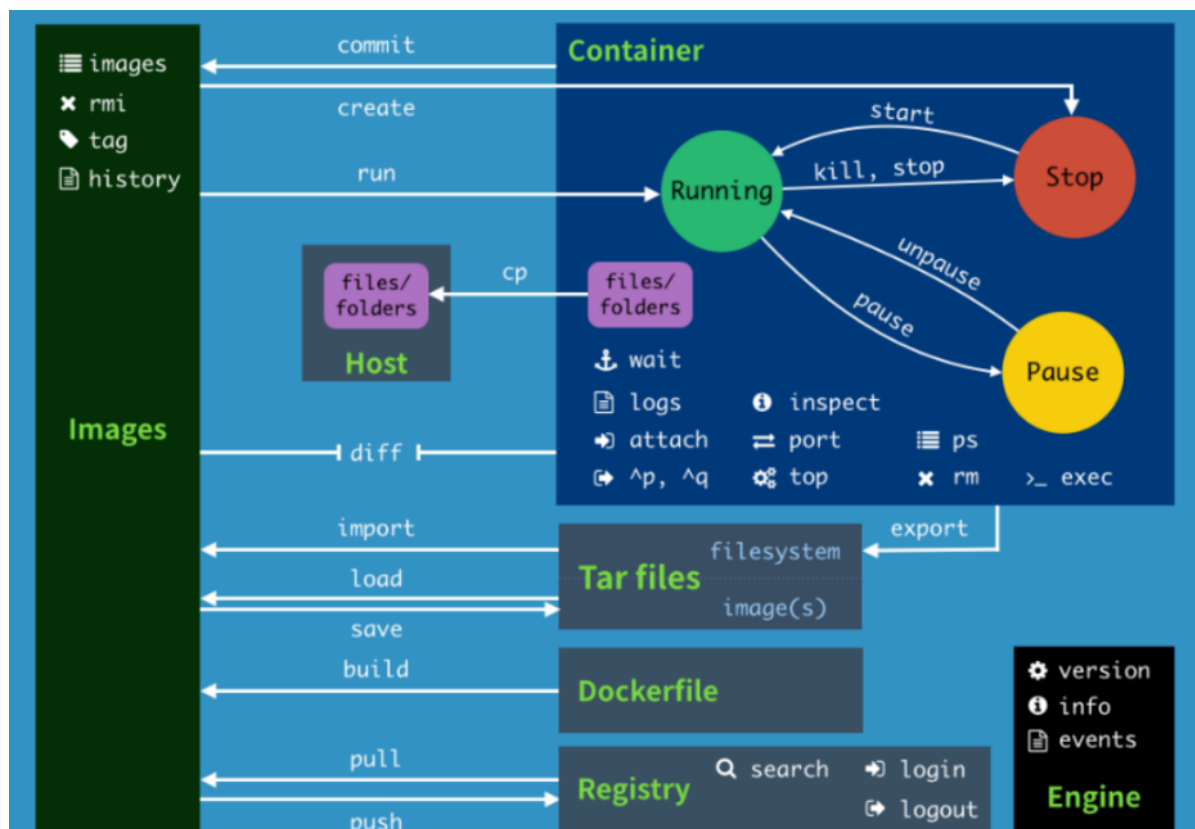 images
rmi
tag
history
Images
commit
create
run
Container
start
kill, stop
Running
Stop
unpause
pause
Pause
files/
folders
Host
cp
files/
folders
wait
logs
inspect
attach
port
ps
^p, ^q
top
rm
>_ exec
diff
import
load
save
export
filesystem
Tar files
image(s)
build
Dockerfile
pull
push
Registry
search
login
logout
version
info
events
Engine